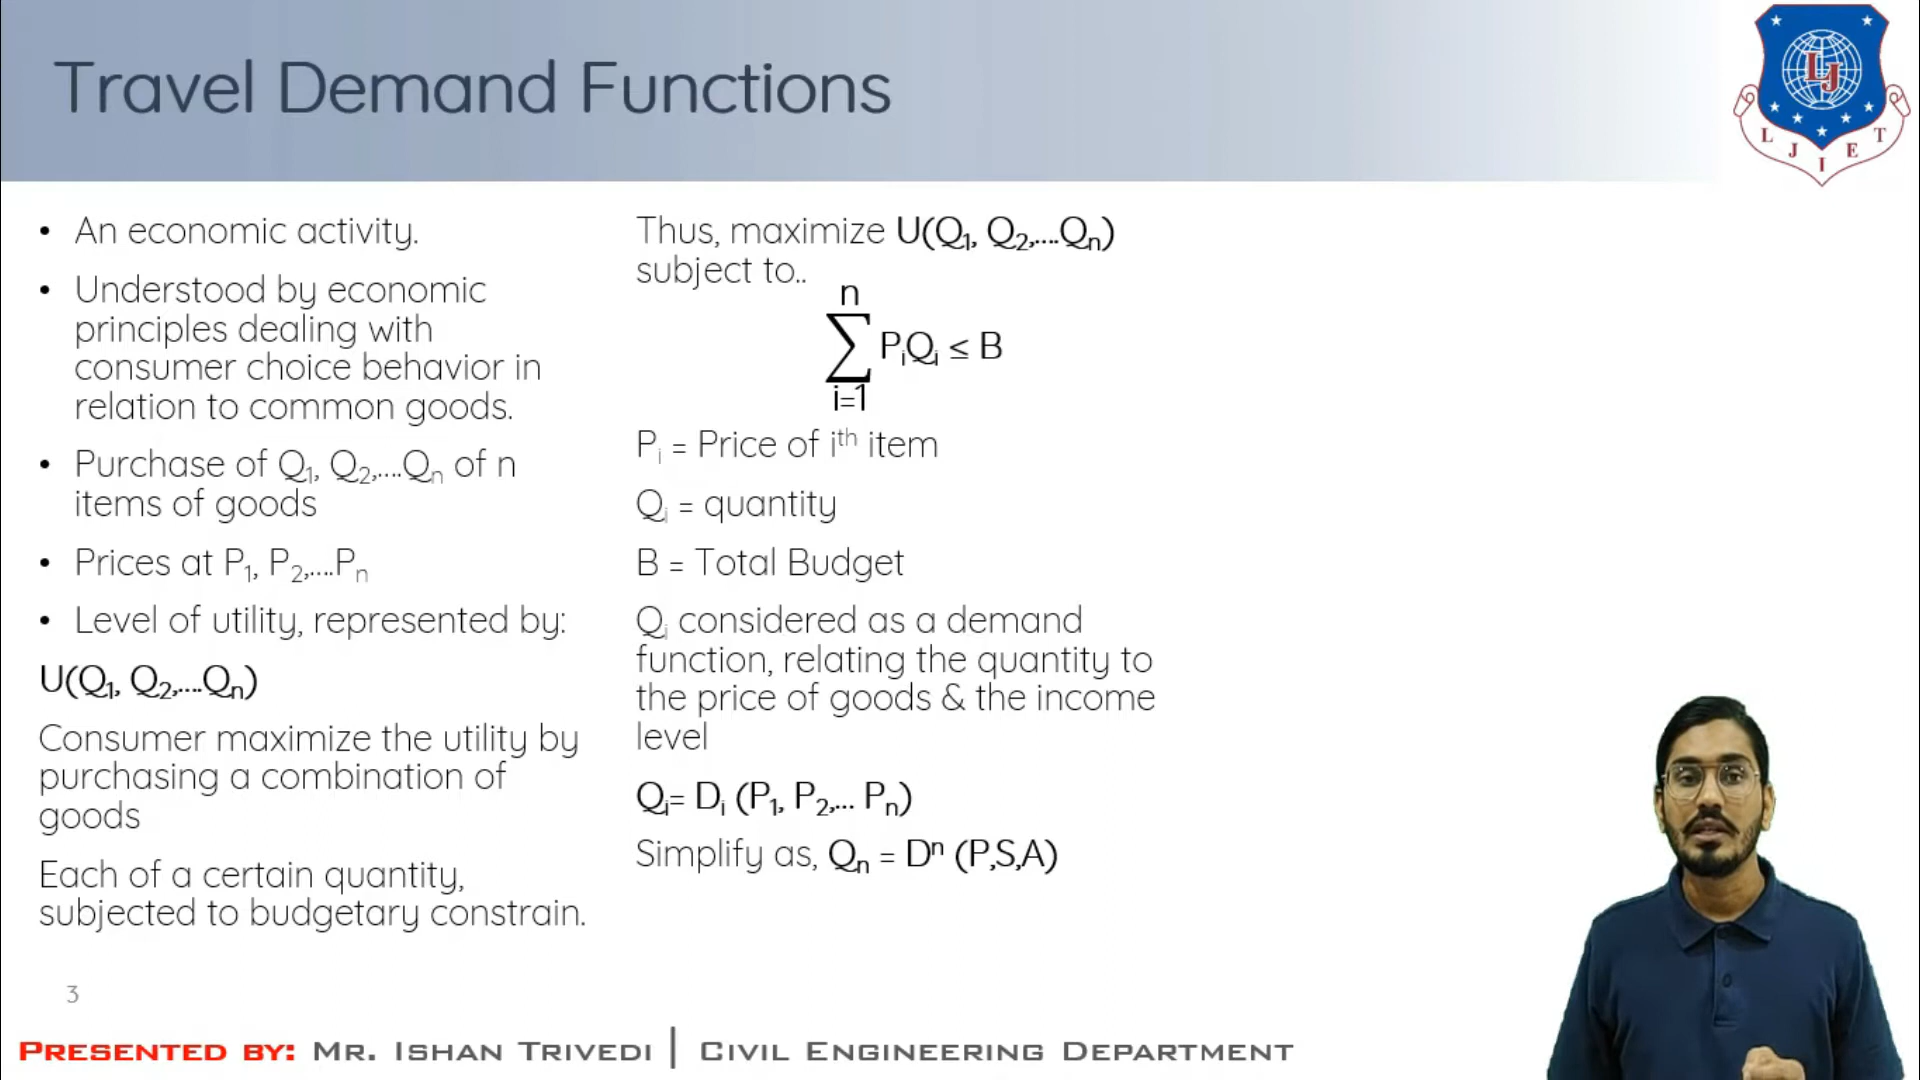 Travel Demand Functions
LJ
L J I E T
• An economic activity.
• Understood by economic
principles dealing with
consumer choice behavior in
relation to common goods.
• Purchase of Q₁, Q₂,....Qₙ of n
items of goods
• Prices at P₁, P₂,....Pₙ
• Level of utility, represented by:
U(Q₁, Q₂,....Qₙ)
Consumer maximize the utility by
purchasing a combination of
goods
Each of a certain quantity,
subjected to budgetary constrain.
Thus, maximize U(Q₁, Q₂,....Qₙ)
subject to..
n
∑ PᵢQᵢ ≤ B
i=1
Pᵢ = Price of iᵗʰ item
Qᵢ = quantity
B = Total Budget
Qᵢ considered as a demand
function, relating the quantity to
the price of goods & the income
level
Qᵢ= Dᵢ (P₁, P₂,... Pₙ)
Simplify as, Qₙ = Dⁿ (P,S,A)
3
PRESENTED BY: MR. ISHAN TRIVEDI | CIVIL ENGINEERING DEPARTMENT